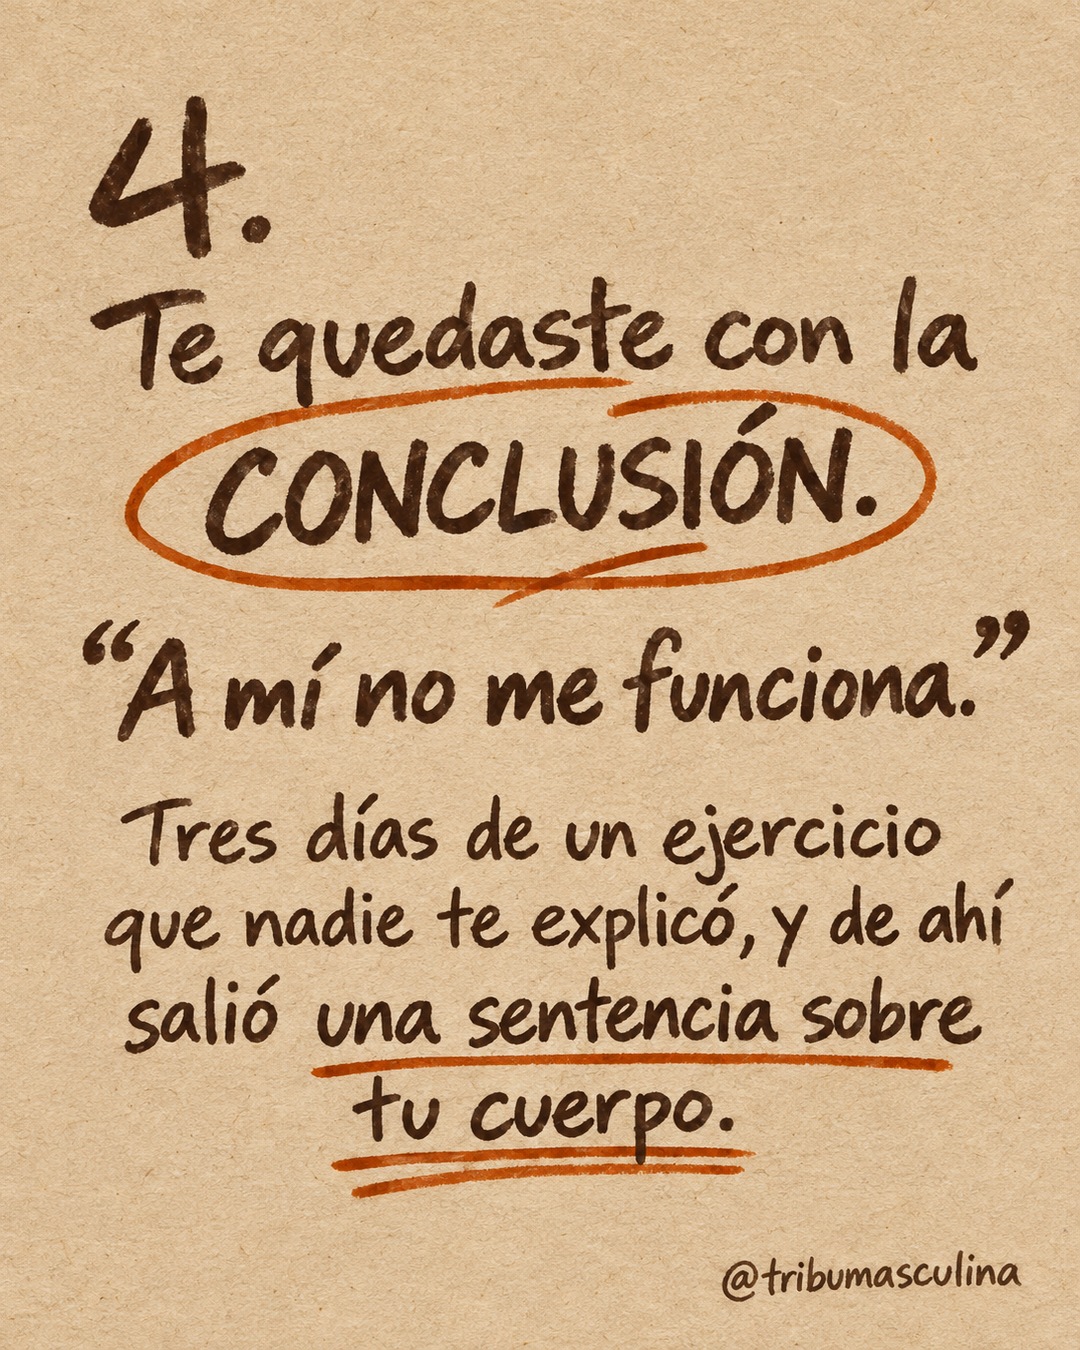 4.
Te quedaste con la
CONCLUSIÓN.
“A mí no me funciona.”
Tres días de un ejercicio
que nadie te explicó, y de ahí
salió una sentencia sobre
tu cuerpo.
@tribumasculina